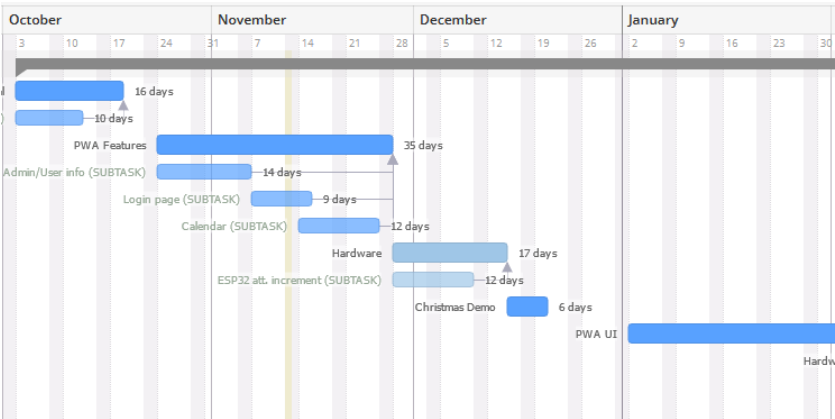 October November December January
3 10 17 24 31 7 14 21 28 5 12 19 26 2 9 16 23 30
l 16 days
) 10 days
PWA Features 35 days
Admin/User info (SUBTASK) 14 days
Login page (SUBTASK) 9 days
Calendar (SUBTASK) 12 days
Hardware 17 days
ESP32 att. increment (SUBTASK) 12 days
Christmas Demo 6 days
PWA UI
Hardw